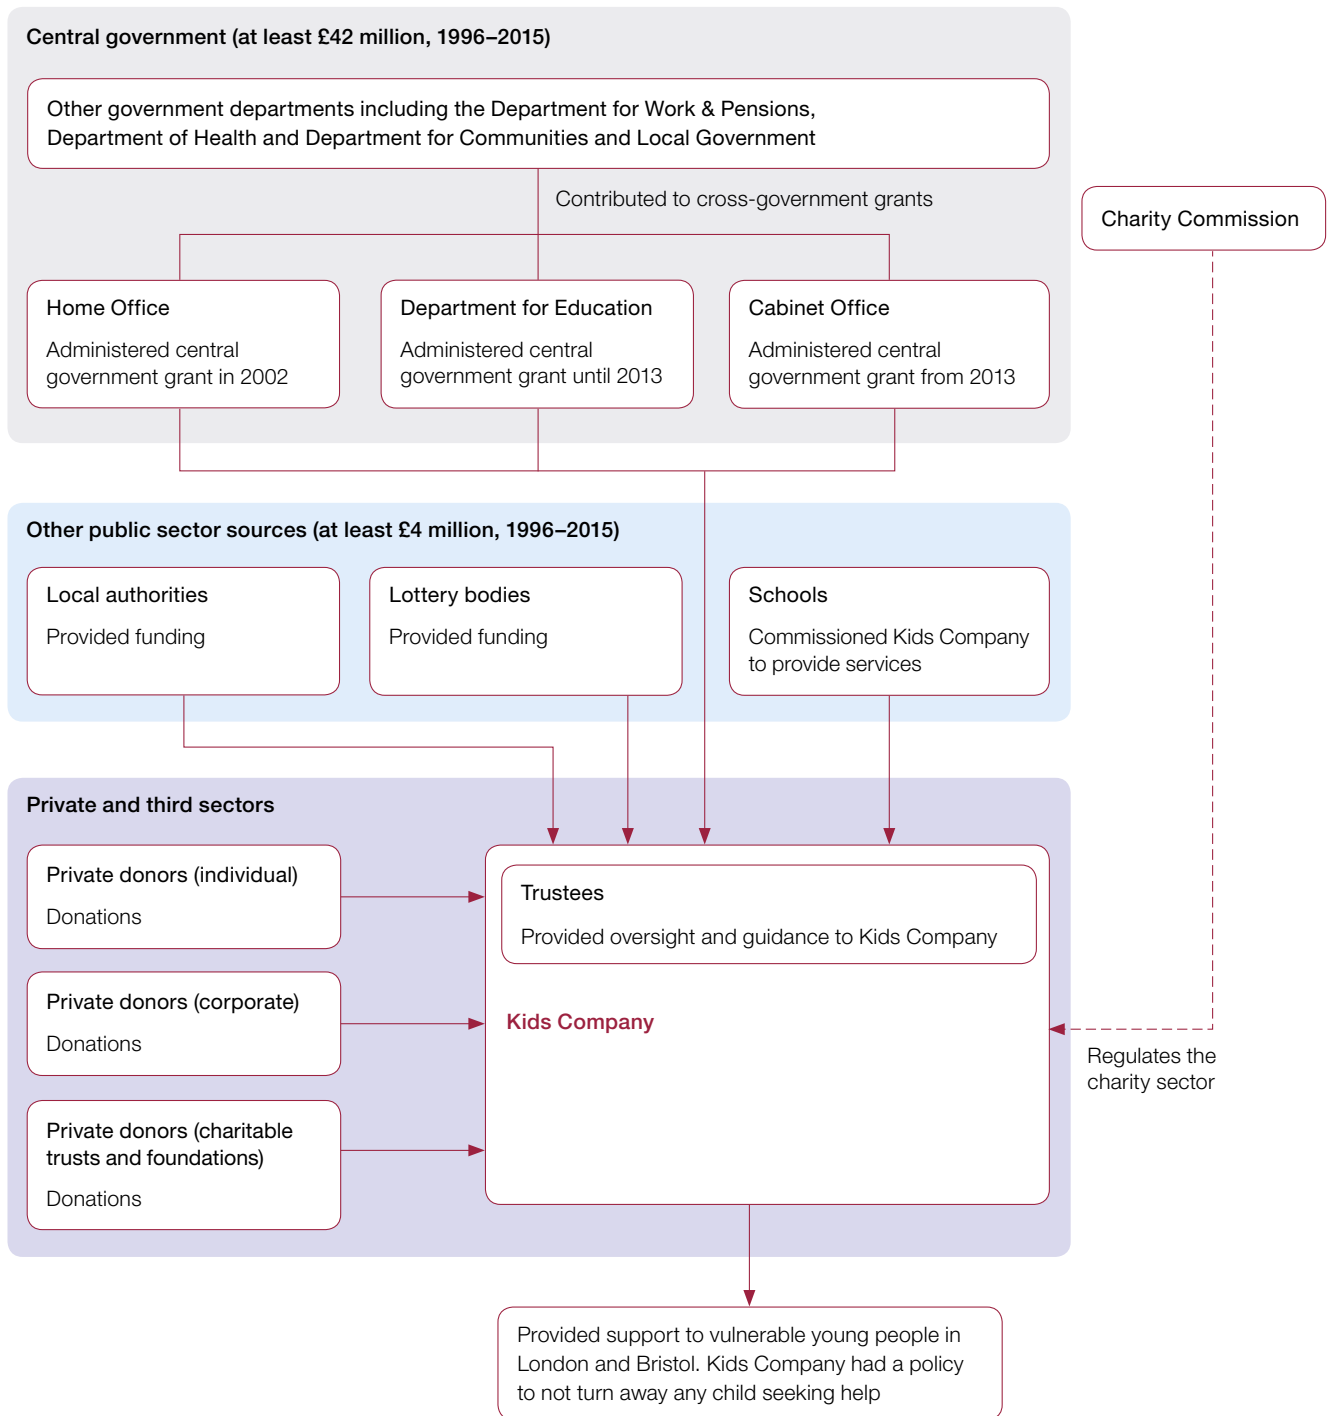 Central government (at least £42 million, 1996–2015)
Other government departments including the Department for Work & Pensions,
Department of Health and Department for Communities and Local Government
Contributed to cross-government grants
Charity Commission
Home Office
Administered central
government grant in 2002
Department for Education
Administered central
government grant until 2013
Cabinet Office
Administered central
government grant from 2013
Other public sector sources (at least £4 million, 1996–2015)
Local authorities
Provided funding
Lottery bodies
Provided funding
Schools
Commissioned Kids Company
to provide services
Private and third sectors
Private donors (individual)
Donations
Private donors (corporate)
Donations
Private donors (charitable
trusts and foundations)
Donations
Trustees
Provided oversight and guidance to Kids Company
Kids Company
Regulates the
charity sector
Provided support to vulnerable young people in
London and Bristol. Kids Company had a policy
to not turn away any child seeking help